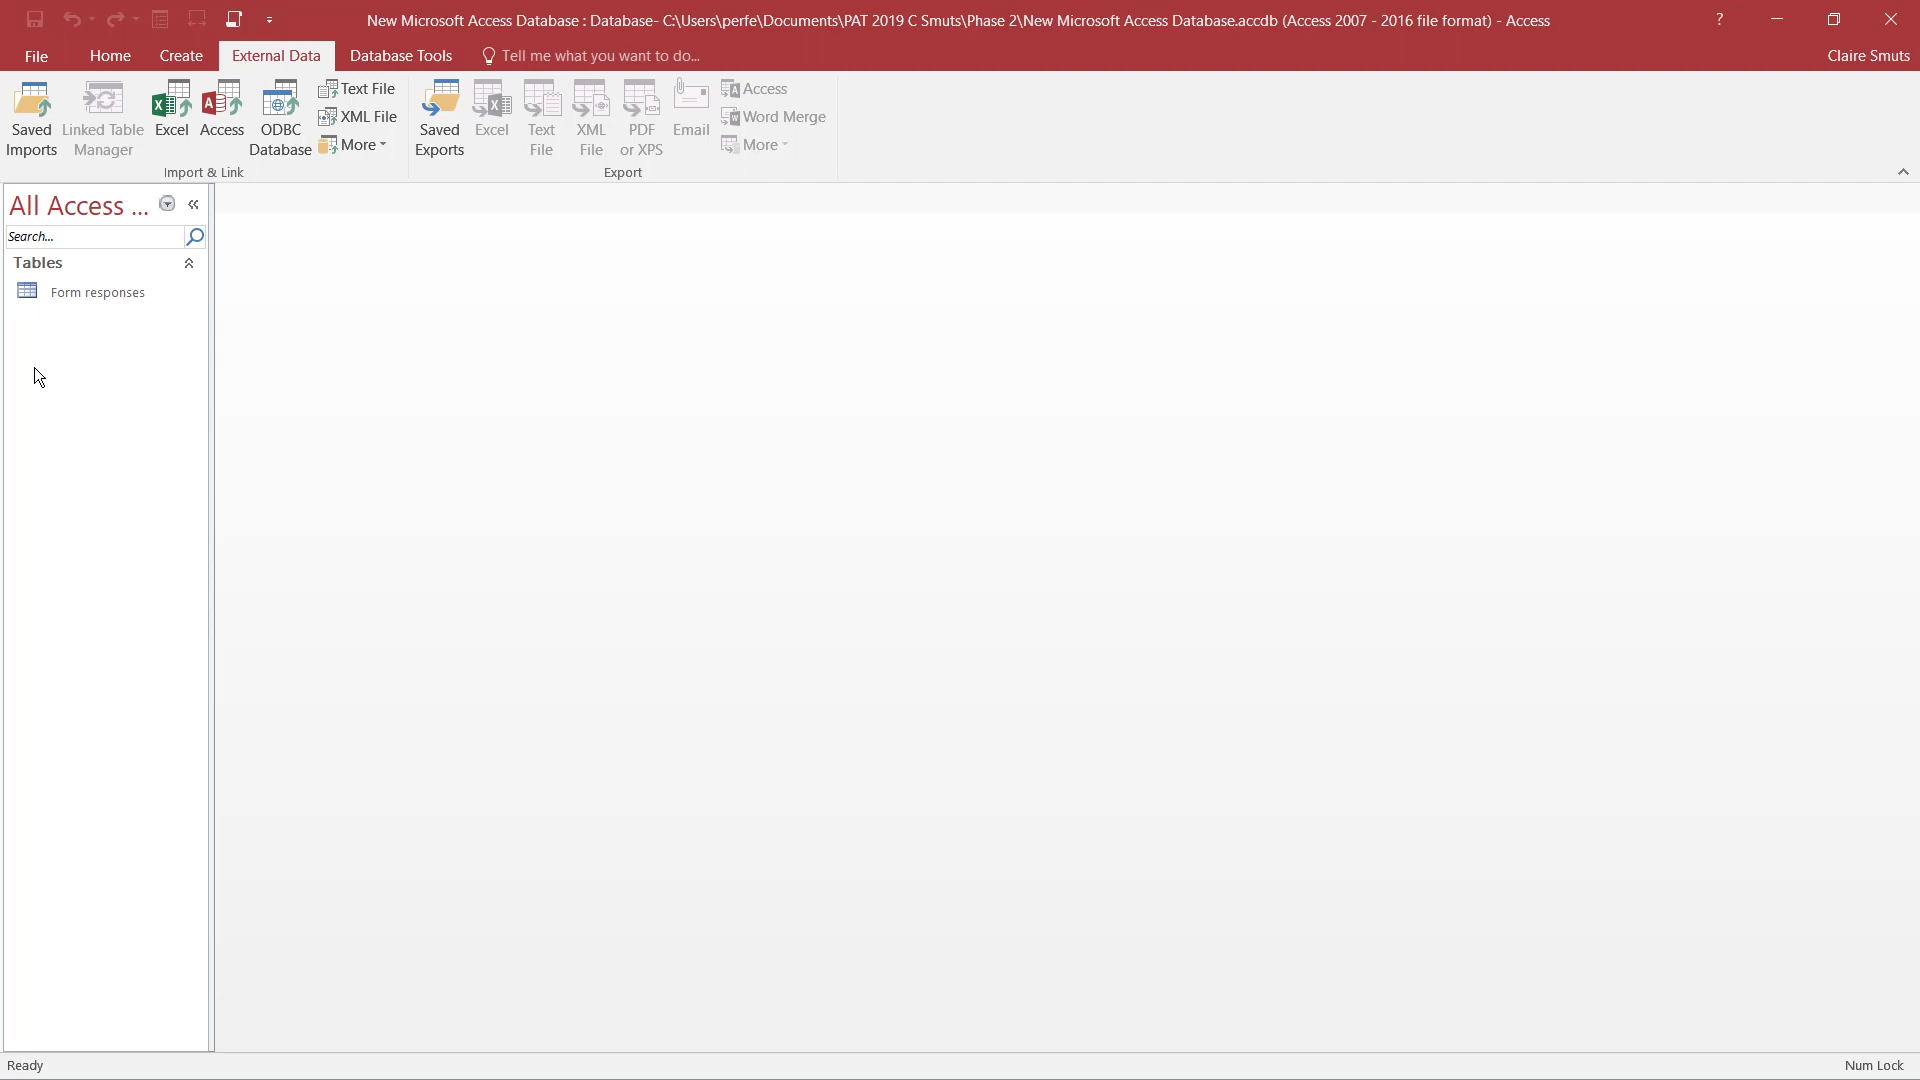 New Microsoft Access Database : Database- C:\Users\perfe\Documents\PAT 2019 C Smuts\Phase 2\New Microsoft Access Database.accdb (Access 2007 - 2016 file format) - Access
?
File
Home
Create
External Data
Database Tools
Tell me what you want to do...
Claire Smuts
Saved
Imports
Linked Table
Manager
Excel
Access
ODBC
Database
Text File
XML File
More
Import & Link
Saved
Exports
Excel
Text
File
XML
File
PDF
or XPS
Email
Access
Word Merge
More
Export
All Access ...
Search...
Tables
Form responses
Ready
Num Lock